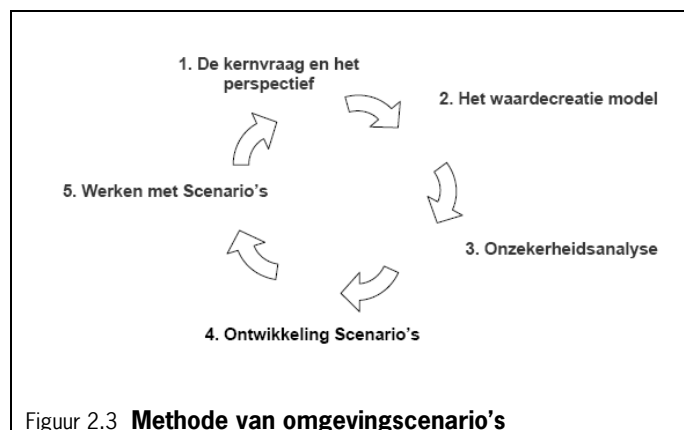 1. De kernvraag en het
perspectief
2. Het waardecreatie model
3. Onzekerheidsanalyse
4. Ontwikkeling Scenario's
5. Werken met Scenario's
Figuur 2.3 Methode van omgevingscenario's